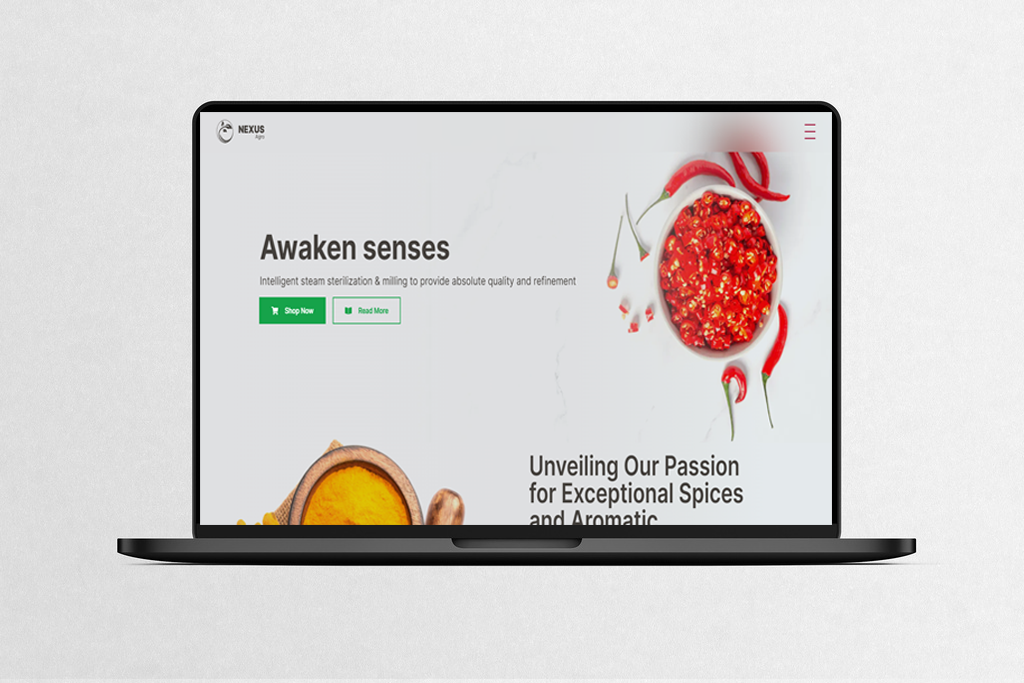 NEXUS
Agro
Awaken senses
Intelligent steam sterilization & milling to provide absolute quality and refinement
Shop Now
Read More
Unveiling Our Passion
for Exceptional Spices
and Aromatic